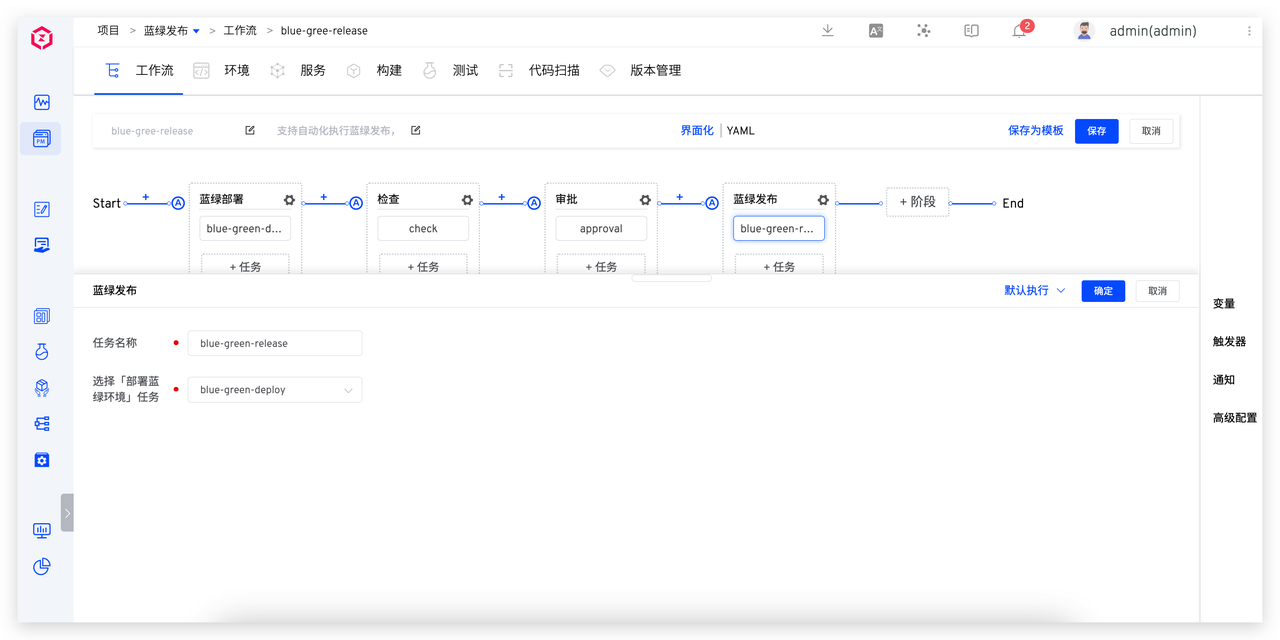 项目 > 蓝绿发布 > 工作流 > blue-gree-release
A
2
admin(admin)
工作流 环境 服务 构建 测试 代码扫描 版本管理
blue-gree-release 支持自动化执行蓝绿发布， 界面化 YAML 保存为模板 保存 取消
Start + A 蓝绿部署 + A 检查 + A 审批 + A 蓝绿发布 + 阶段 End
blue-green-d... check approval blue-green-r...
+ 任务 + 任务 + 任务 + 任务
蓝绿发布 默认执行 确定 取消
任务名称 blue-green-release
选择「部署蓝
绿环境」任务 blue-green-deploy
变量
触发器
通知
高级配置
PM